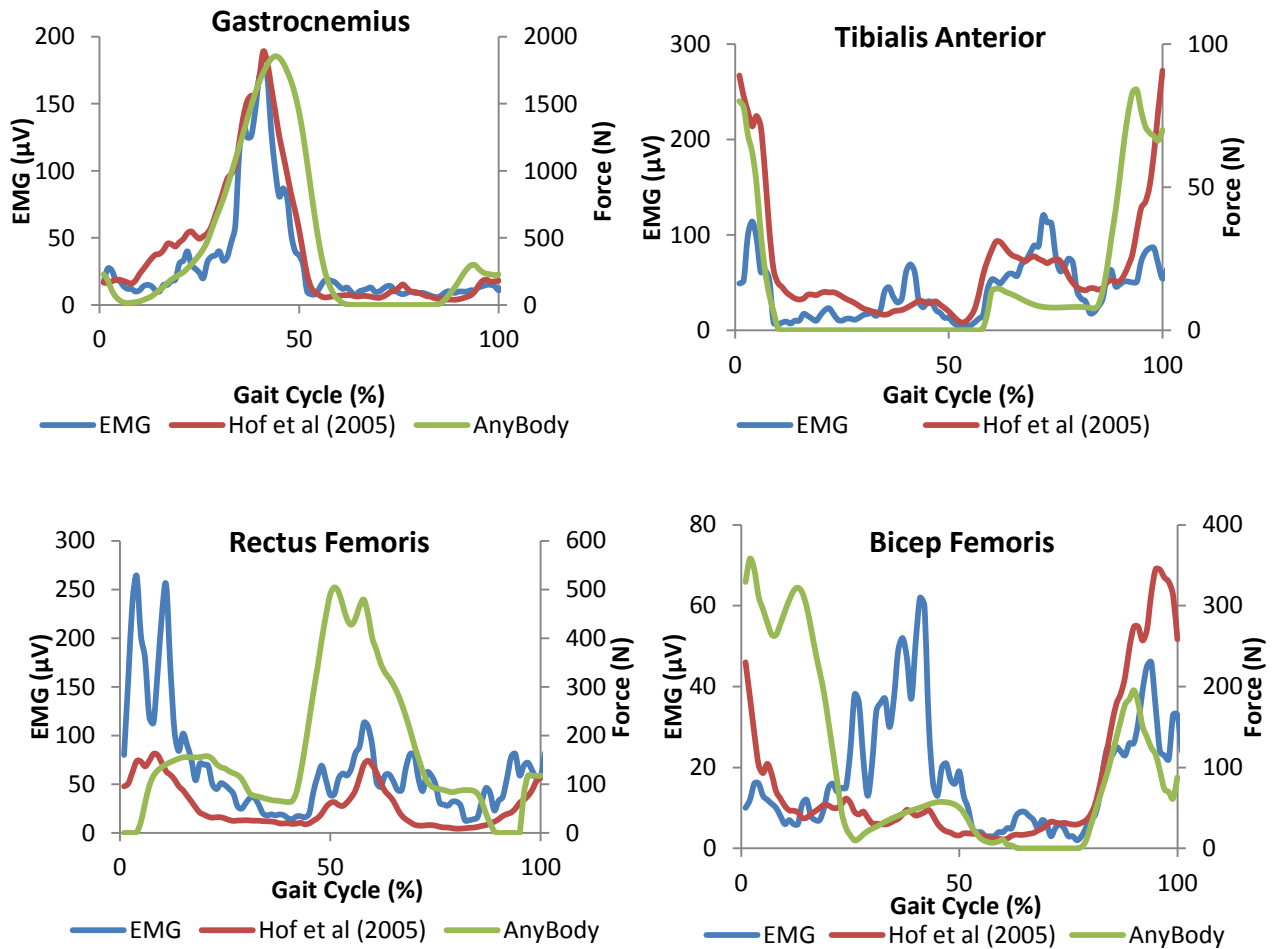 Gastrocnemius
EMG (µV)
200
150
100
50
0
2000
1500
1000
500
0
Force (N)
0 50 100
Gait Cycle (%)
EMG Hof et al (2005) AnyBody
Tibialis Anterior
EMG (µV)
300
200
100
0
100
50
0
Force (N)
0 50 100
Gait Cycle (%)
EMG Hof et al (2005)
Rectus Femoris
EMG (µV)
300
250
200
150
100
50
0
600
500
400
300
200
100
0
Force (N)
0 50 100
Gait Cycle (%)
EMG Hof et al (2005) AnyBody
Bicep Femoris
EMG (µV)
80
60
40
20
0
400
300
200
100
0
Force (N)
0 50 100
Gait Cycle (%)
EMG Hof et al (2005) AnyBody